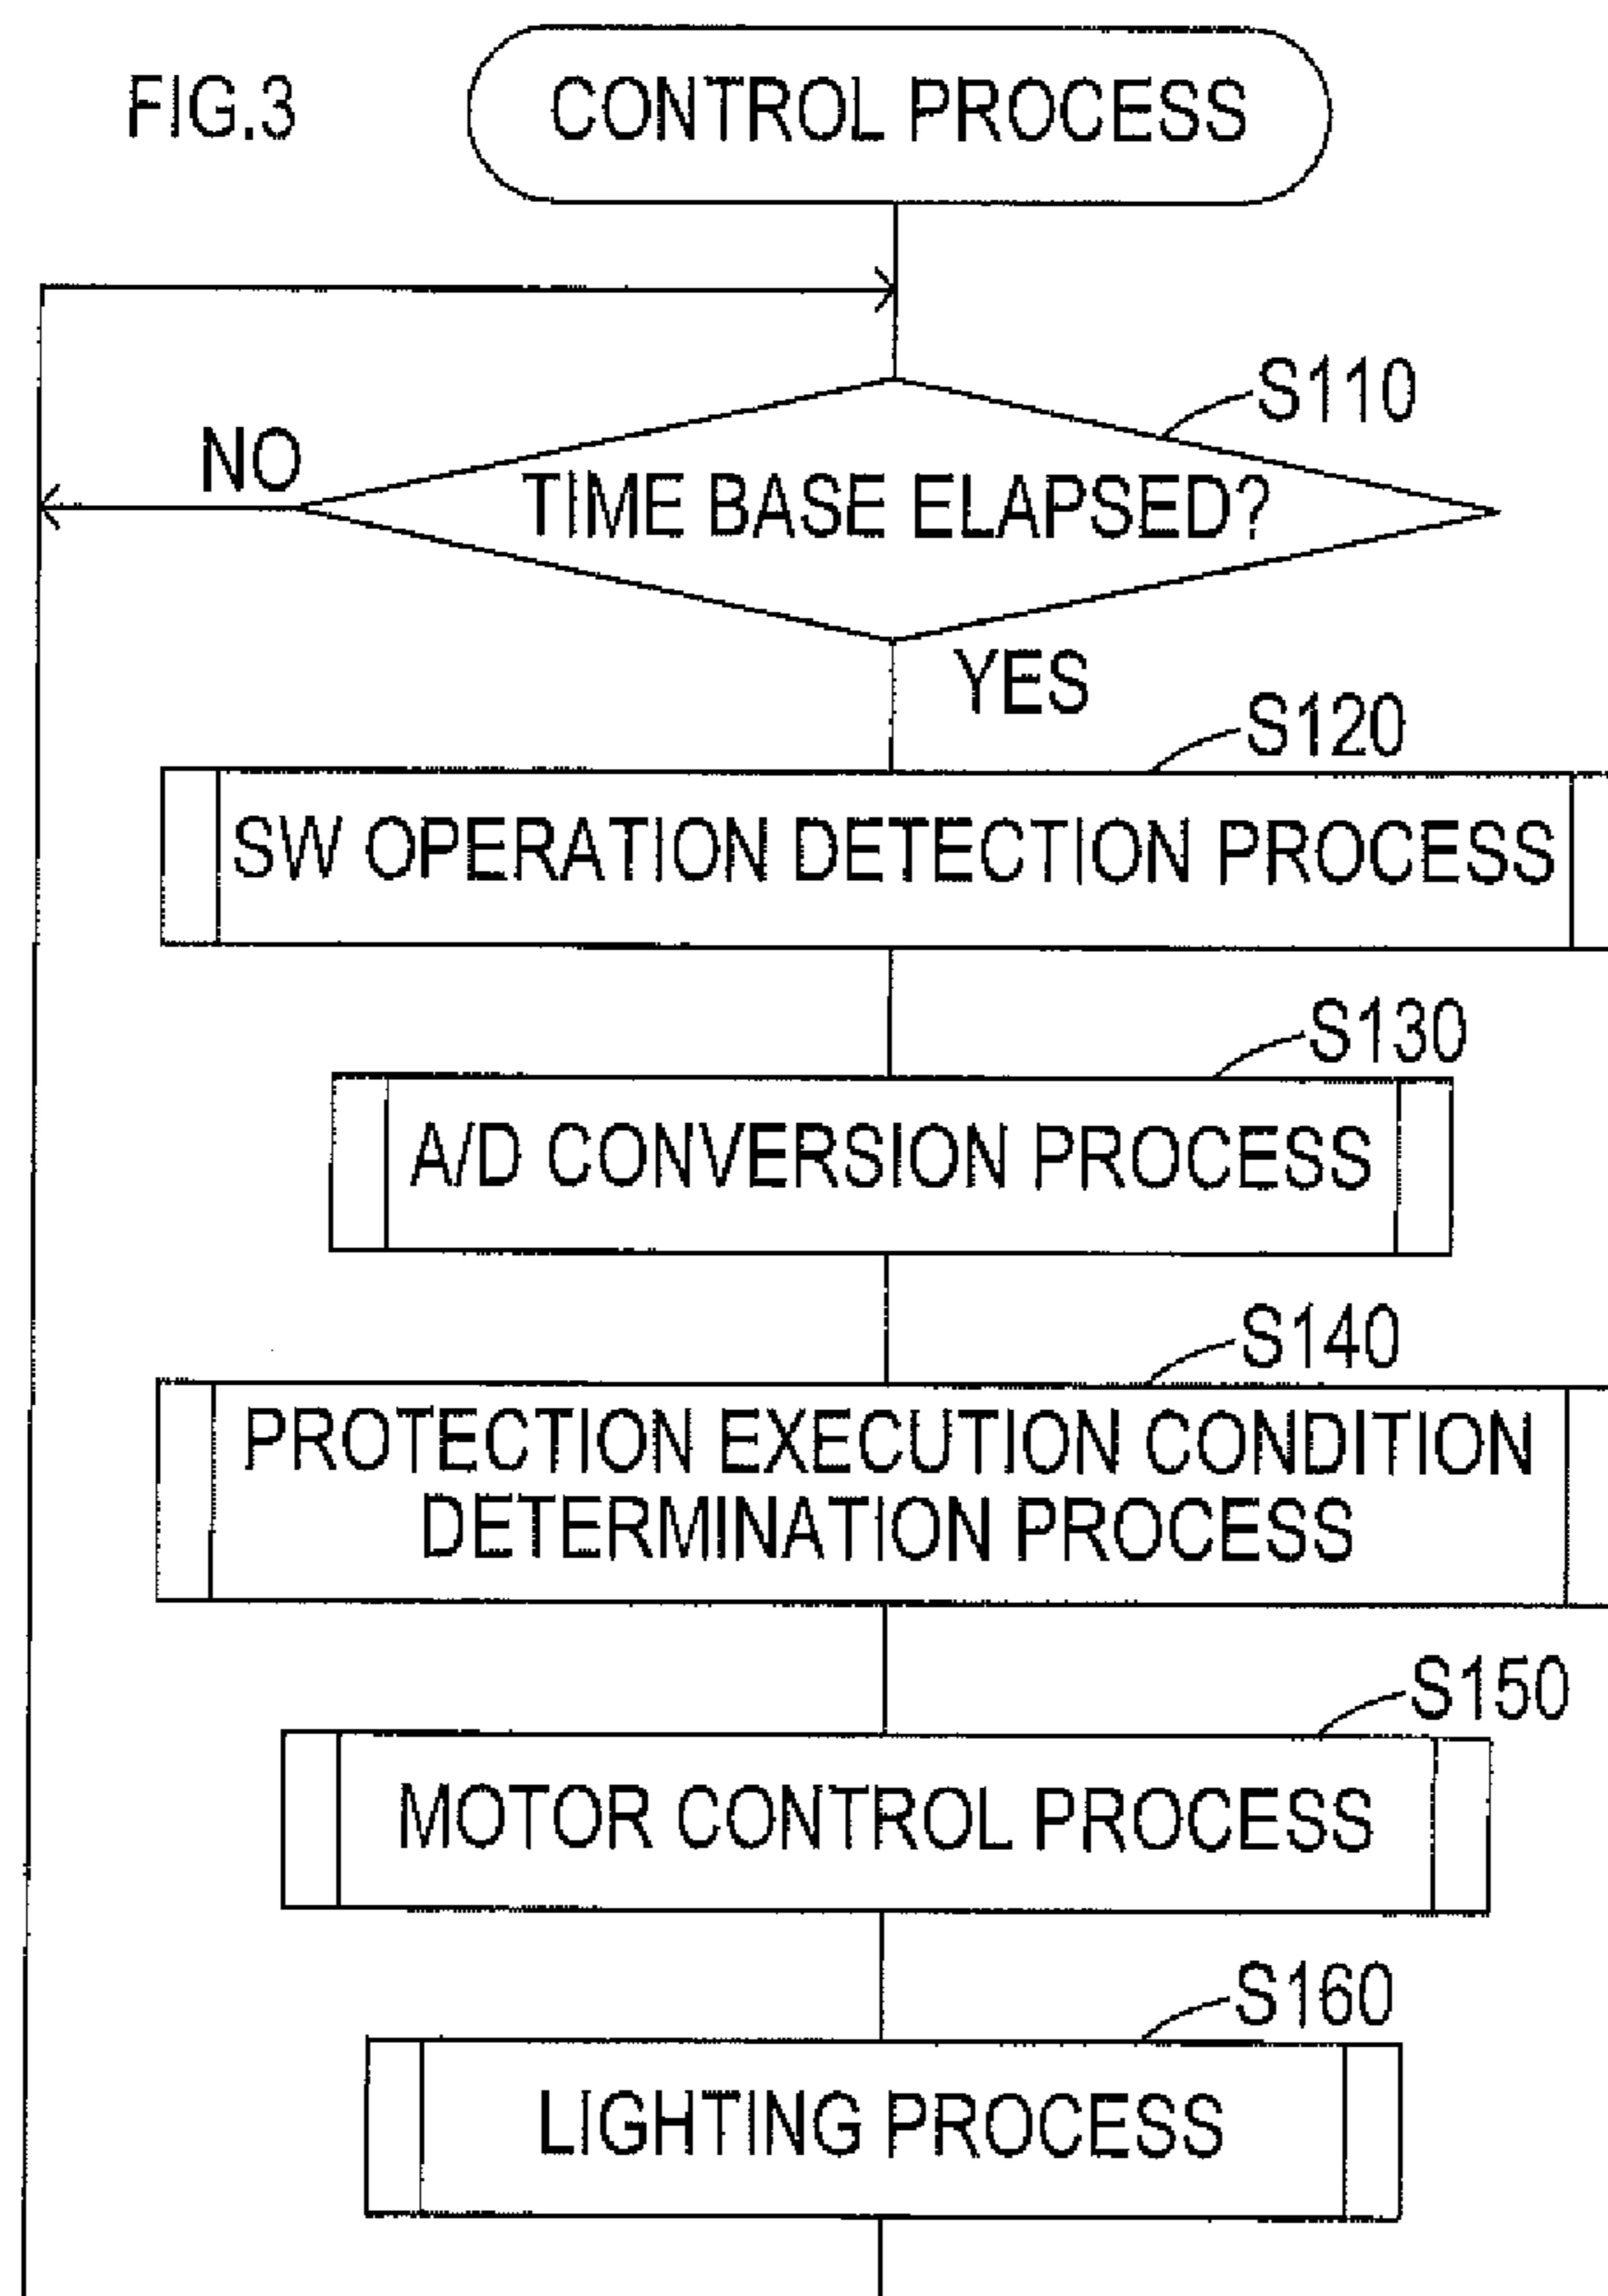 FIG.3
CONTROL PROCESS
S110
NO
TIME BASE ELAPSED?
YES
S120
SW OPERATION DETECTION PROCESS
S130
A/D CONVERSION PROCESS
S140
PROTECTION EXECUTION CONDITION
DETERMINATION PROCESS
S150
MOTOR CONTROL PROCESS
S160
LIGHTING PROCESS